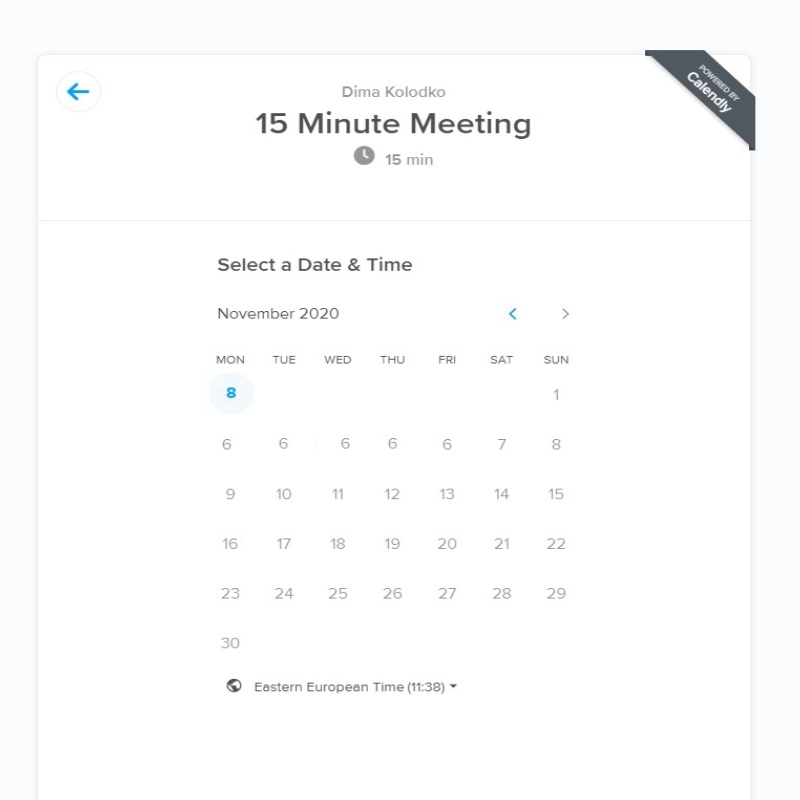 POWERED BY
Calendly
Dima Kolodko
15 Minute Meeting
15 min
Select a Date & Time
November 2020
MON TUE WED THU FRI SAT SUN
8 1
6 6 6 6 6 7 8
9 10 11 12 13 14 15
16 17 18 19 20 21 22
23 24 25 26 27 28 29
30
Eastern European Time (11:38)